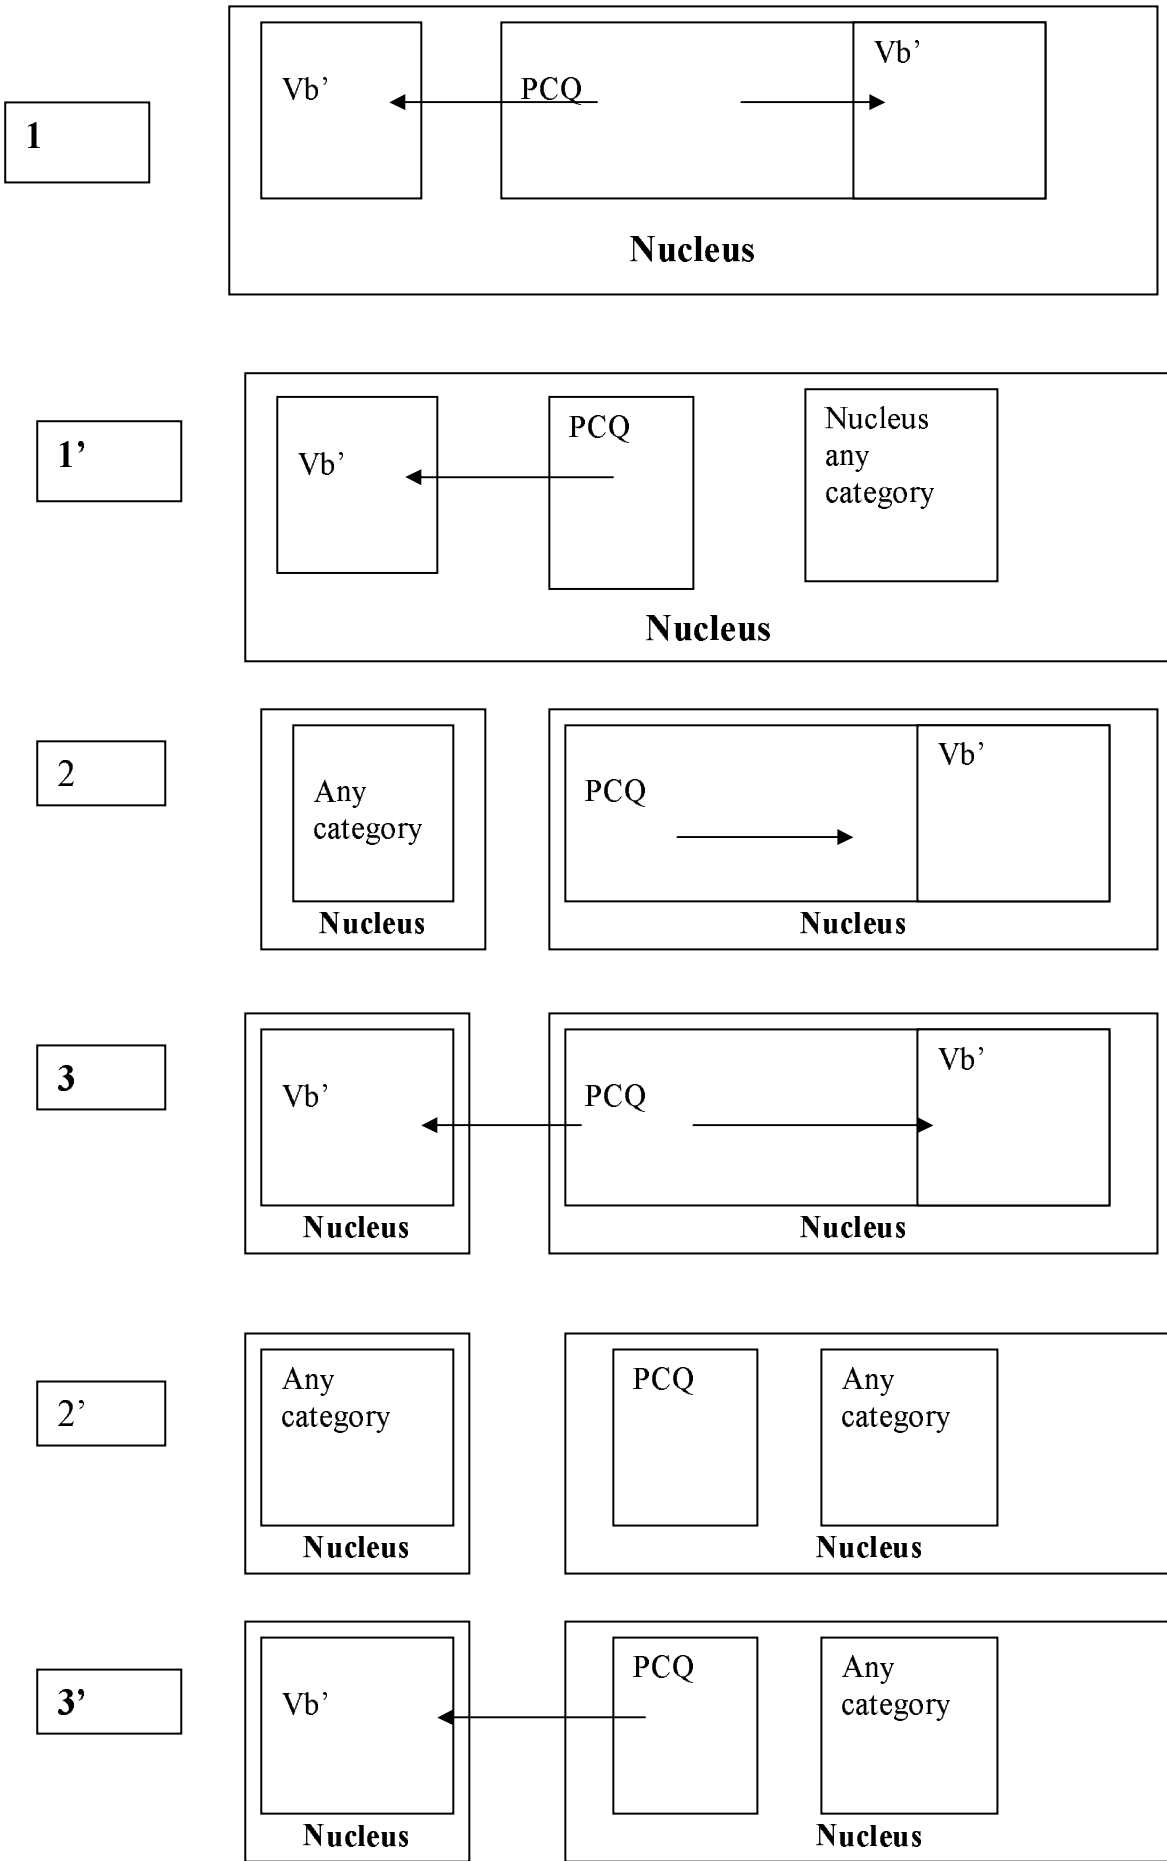 1
Vb’
PCQ
Vb’
Nucleus
1’
Vb’
PCQ
Nucleus
any
category
Nucleus
2
Any
category
Nucleus
PCQ
Vb’
Nucleus
3
Vb’
Nucleus
PCQ
Vb’
Nucleus
2’
Any
category
Nucleus
PCQ
Any
category
Nucleus
3’
Vb’
Nucleus
PCQ
Any
category
Nucleus